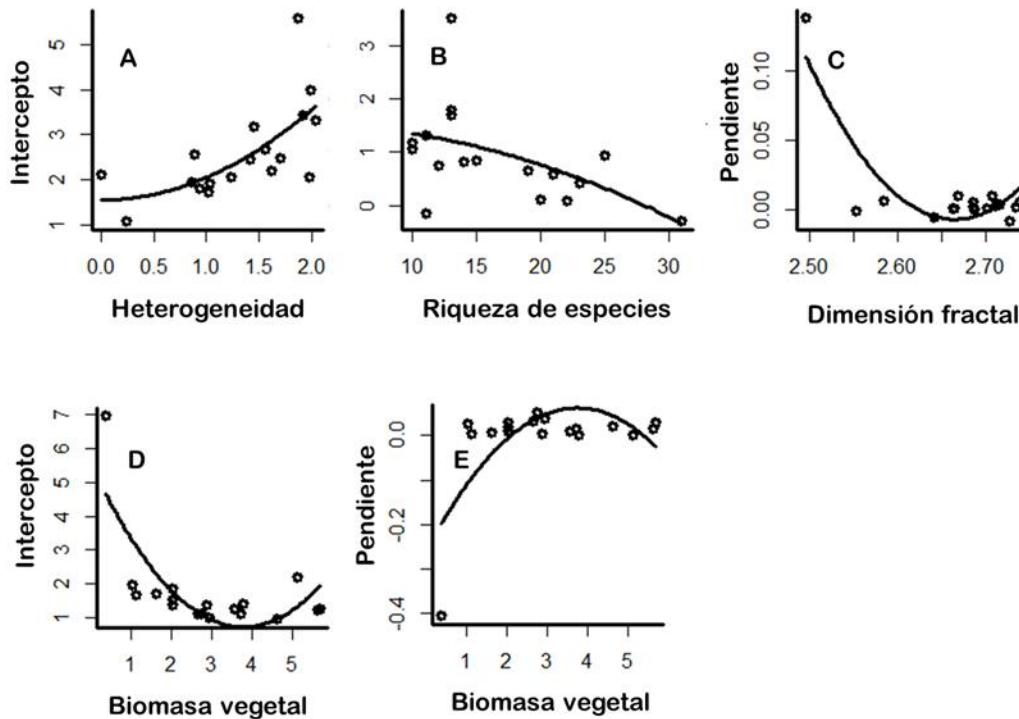 A
Intercepto
5
4
3
2
1
0.0 0.5 1.0 1.5 2.0
Heterogeneidad
B
3
2
1
0
10 15 20 25 30
Riqueza de especies
C
Pendiente
0.10
0.05
0.00
2.50 2.60 2.70
Dimensión fractal
D
Intercepto
7
6
5
4
3
2
1
1 2 3 4 5
Biomasa vegetal
E
Pendiente
0.0
-0.2
-0.4
1 2 3 4 5
Biomasa vegetal